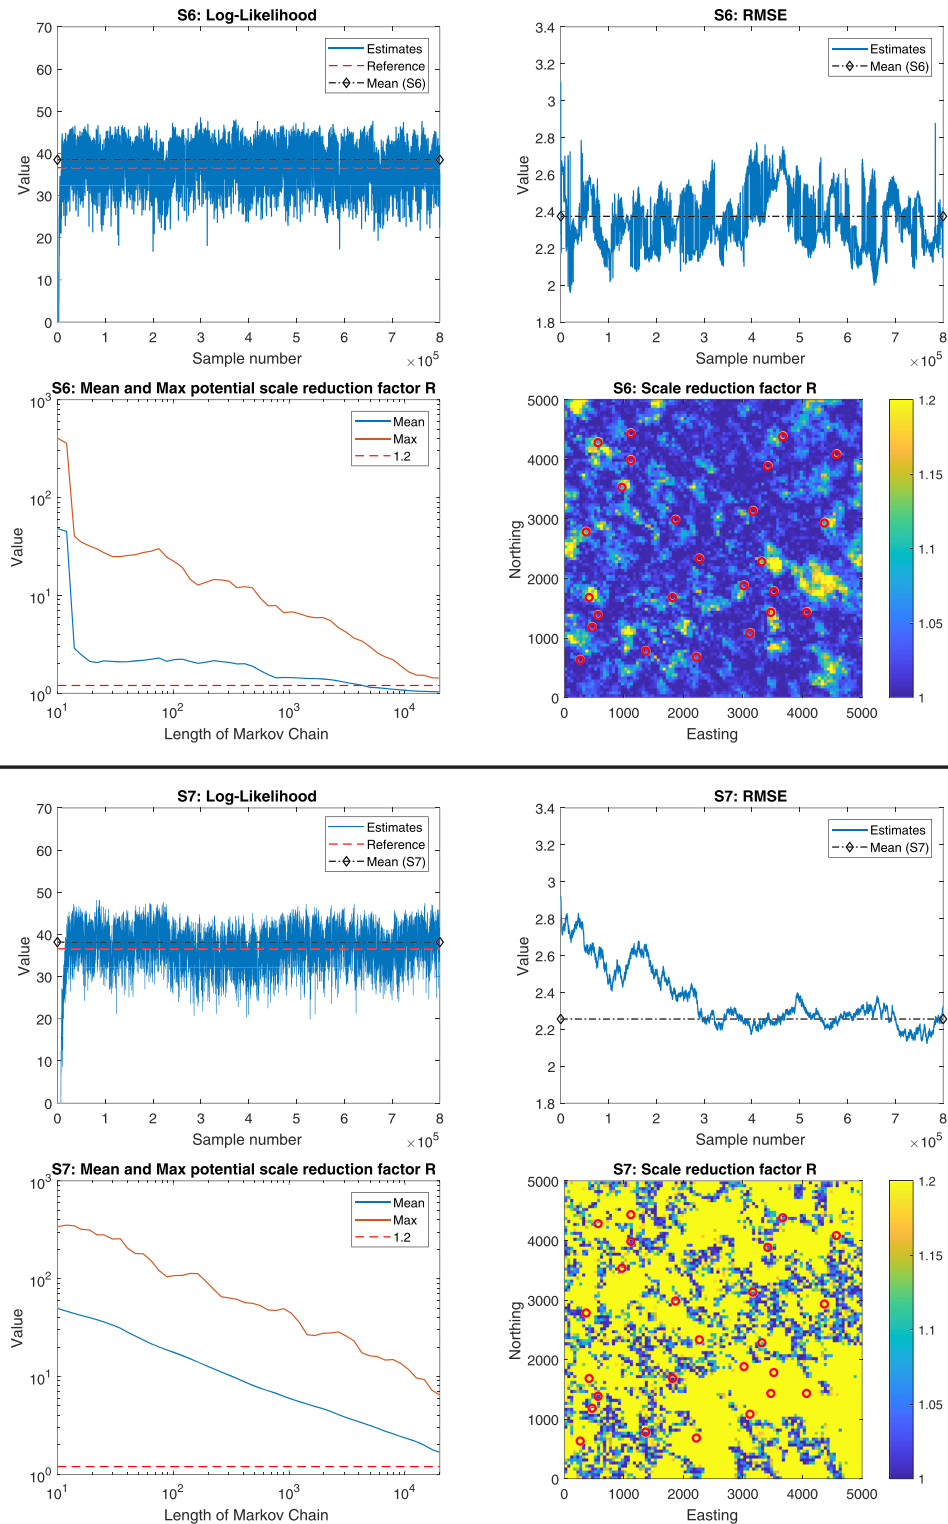 S6: Log-Likelihood
70
60
50
40
30
20
10
0
Value
0 1 2 3 4 5 6 7 8
Sample number
×10^5
Estimates
Reference
Mean (S6)
S6: RMSE
3.4
3.2
3
2.8
2.6
2.4
2.2
2
1.8
Value
0 1 2 3 4 5 6 7 8
Sample number
×10^5
Estimates
Mean (S6)
S6: Mean and Max potential scale reduction factor R
10^3
10^2
10^1
10^0
Value
10^1 10^2 10^3 10^4
Length of Markov Chain
Mean
Max
1.2
S6: Scale reduction factor R
5000
4000
3000
2000
1000
0
Northing
0 1000 2000 3000 4000 5000
Easting
1.2
1.15
1.1
1.05
1
S7: Log-Likelihood
70
60
50
40
30
20
10
0
Value
0 1 2 3 4 5 6 7 8
Sample number
×10^5
Estimates
Reference
Mean (S7)
S7: RMSE
3.4
3.2
3
2.8
2.6
2.4
2.2
2
1.8
Value
0 1 2 3 4 5 6 7 8
Sample number
×10^5
Estimates
Mean (S7)
S7: Mean and Max potential scale reduction factor R
10^3
10^2
10^1
10^0
Value
10^1 10^2 10^3 10^4
Length of Markov Chain
Mean
Max
1.2
S7: Scale reduction factor R
5000
4000
3000
2000
1000
0
Northing
0 1000 2000 3000 4000 5000
Easting
1.2
1.15
1.1
1.05
1